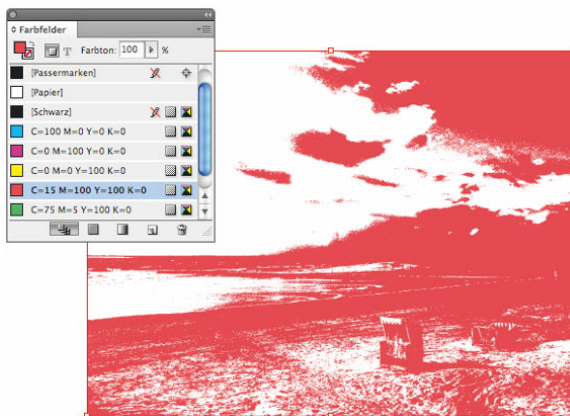 Farbfelder
T Farbton: 100 %
[Passermarken]
[Papier]
[Schwarz]
C=100 M=0 Y=0 K=0
C=0 M=100 Y=0 K=0
C=0 M=0 Y=100 K=0
C=15 M=100 Y=100 K=0
C=75 M=5 Y=100 K=0